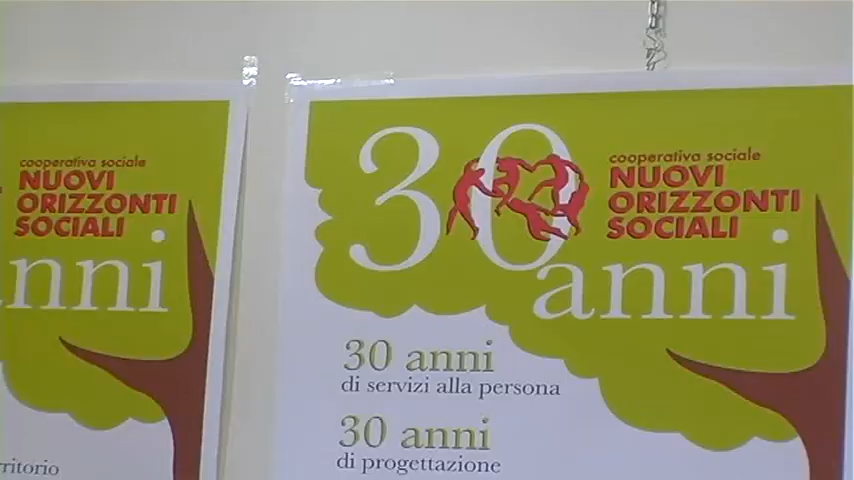 cooperativa sociale
NUOVI
ORIZZONTI
SOCIALI
anni
30
cooperativa sociale
NUOVI
ORIZZONTI
SOCIALI
anni
30 anni
di servizi alla persona
30 anni
di progettazione